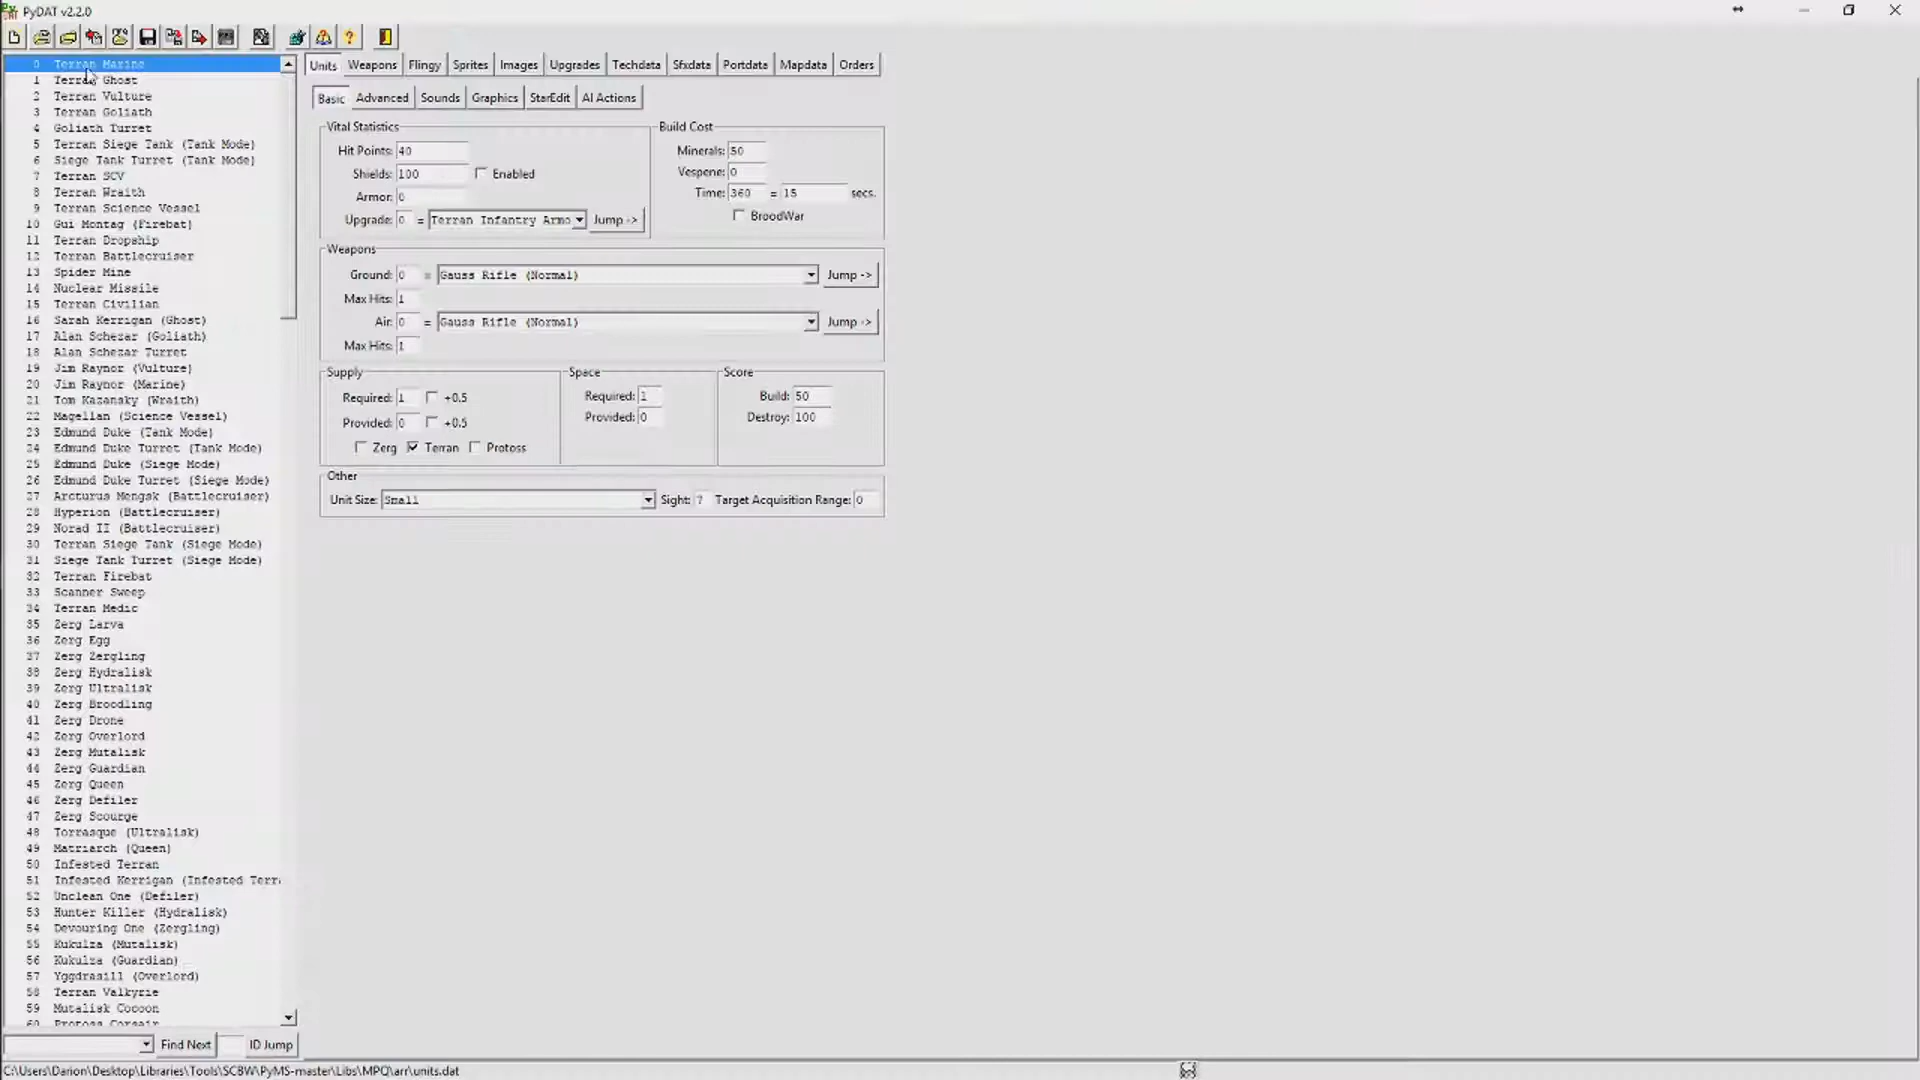 PyDAT v2.2.0
0 Terran Marine
1 Terran Ghost
2 Terran Vulture
3 Terran Goliath
4 Goliath Turret
5 Terran Siege Tank (Tank Mode)
6 Siege Tank Turret (Tank Mode)
7 Terran SCV
8 Terran Wraith
9 Terran Science Vessel
10 Gui Montag (Firebat)
11 Terran Dropship
12 Terran Battlecruiser
13 Spider Mine
14 Nuclear Missile
15 Terran Civilian
16 Sarah Kerrigan (Ghost)
17 Alan Schezar (Goliath)
18 Alan Schezar Turret
19 Jim Raynor (Vulture)
20 Jim Raynor (Marine)
21 Tom Kazansky (Wraith)
22 Magellan (Science Vessel)
23 Edmund Duke (Tank Mode)
24 Edmund Duke Turret (Tank Mode)
25 Edmund Duke (Siege Mode)
26 Edmund Duke Turret (Siege Mode)
27 Arcturus Mengsk (Battlecruiser)
28 Hyperion (Battlecruiser)
29 Norad II (Battlecruiser)
30 Terran Siege Tank (Siege Mode)
31 Siege Tank Turret (Siege Mode)
32 Terran Firebat
33 Scanner Sweep
34 Terran Medic
35 Zerg Larva
36 Zerg Egg
37 Zerg Zergling
38 Zerg Hydralisk
39 Zerg Ultralisk
40 Zerg Broodling
41 Zerg Drone
42 Zerg Overlord
43 Zerg Mutalisk
44 Zerg Guardian
45 Zerg Queen
46 Zerg Defiler
47 Zerg Scourge
48 Torrasque (Ultralisk)
49 Matriarch (Queen)
50 Infested Terran
51 Infested Kerrigan (Infested Terr
52 Unclean One (Defiler)
53 Hunter Killer (Hydralisk)
54 Devouring One (Zergling)
55 Kukulza (Mutalisk)
56 Kukulza (Guardian)
57 Yggdrasill (Overlord)
58 Terran Valkyrie
59 Mutalisk Cocoon
60 Protoss Corsair
Find Next ID Jump
Units Weapons Flingy Sprites Images Upgrades Techdata Sfxdata Portdata Mapdata Orders
Basic Advanced Sounds Graphics StarEdit AI Actions
Vital Statistics
Hit Points: 40
Shields: 100 Enabled
Armor: 0
Upgrade: 0 = Terran Infantry Armo Jump ->
Build Cost
Minerals: 50
Vespene: 0
Time: 360 = 15 secs.
BroodWar
Weapons
Ground: 0 = Gauss Rifle (Normal) Jump ->
Max Hits: 1
Air: 0 = Gauss Rifle (Normal) Jump ->
Max Hits: 1
Supply
Required: 1 +0.5
Provided: 0 +0.5
Zerg Terran Protoss
Space
Required: 1
Provided: 0
Score
Build: 50
Destroy: 100
Other
Unit Size: Small Sight: 7 Target Acquisition Range: 0
C:\Users\Darion\Desktop\Libraries\Tools\SCBW\PyMS-master\Libs\MPQ\arr\units.dat